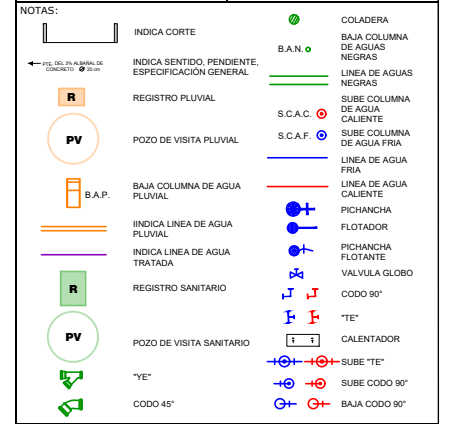 NOTAS:
INDICA CORTE
PTE. DEL 3% ALBAÑAL DE
CONCRETO Ø 20 cm
INDICA SENTIDO, PENDIENTE,
ESPECIFICACIÓN GENERAL
R
REGISTRO PLUVIAL
PV
POZO DE VISITA PLUVIAL
B.A.P.
BAJA COLUMNA DE AGUA
PLUVIAL
IINDICA LINEA DE AGUA
PLUVIAL
INDICA LINEA DE AGUA
TRATADA
R
REGISTRO SANITARIO
PV
POZO DE VISITA SANITARIO
"YE"
CODO 45°
COLADERA
B.A.N.
BAJA COLUMNA
DE AGUAS
NEGRAS
LINEA DE AGUAS
NEGRAS
S.C.A.C.
SUBE COLUMNA
DE AGUA
CALIENTE
S.C.A.F.
SUBE COLUMNA
DE AGUA FRIA
LINEA DE AGUA
FRIA
LINEA DE AGUA
CALIENTE
PICHANCHA
FLOTADOR
PICHANCHA
FLOTANTE
VALVULA GLOBO
CODO 90°
"TE"
CALENTADOR
SUBE "TE"
SUBE CODO 90°
BAJA CODO 90°